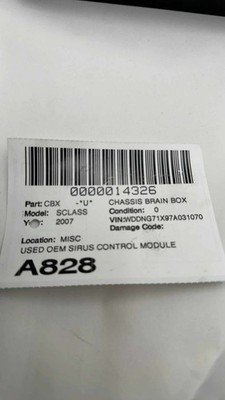 0000014326
Part: CBX -*U* CHASSIS BRAIN BOX
Model: SCLASS Condition: 0
2007 VIN:WDDNG71X97A031070
Damage Code:
Location: MISC
USED OEM SIRUS CONTROL MODULE
A828